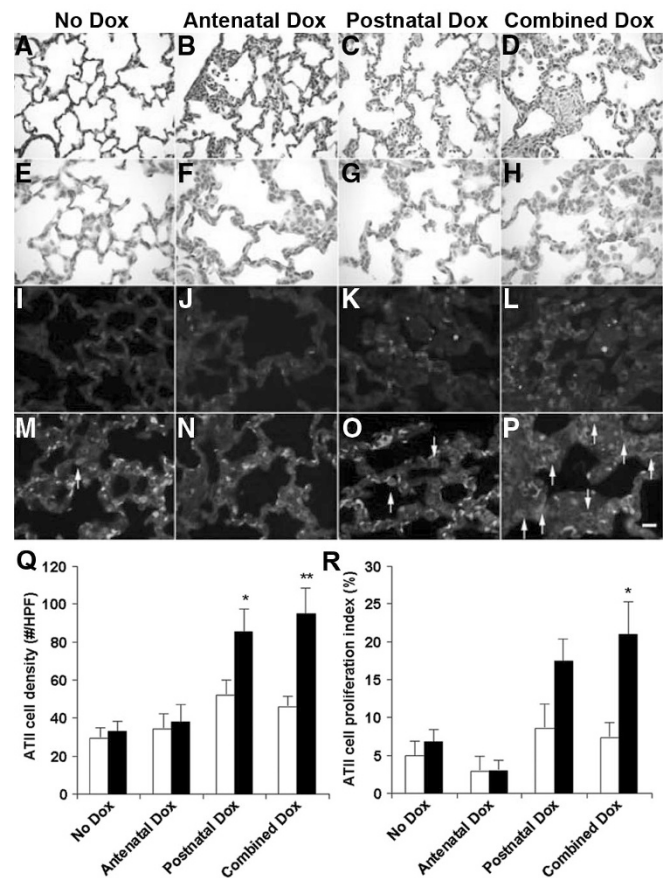 No Dox Antenatal Dox Postnatal Dox Combined Dox
A B C D
E F G H
I J K L
M N O P
Q R
ATII cell density (#/HPF)
120
100
80
60
40
20
0
* **
No Dox Antenatal Dox Postnatal Dox Combined Dox
ATII cell proliferation index (%)
30
25
20
15
10
5
0
*
No Dox Antenatal Dox Postnatal Dox Combined Dox